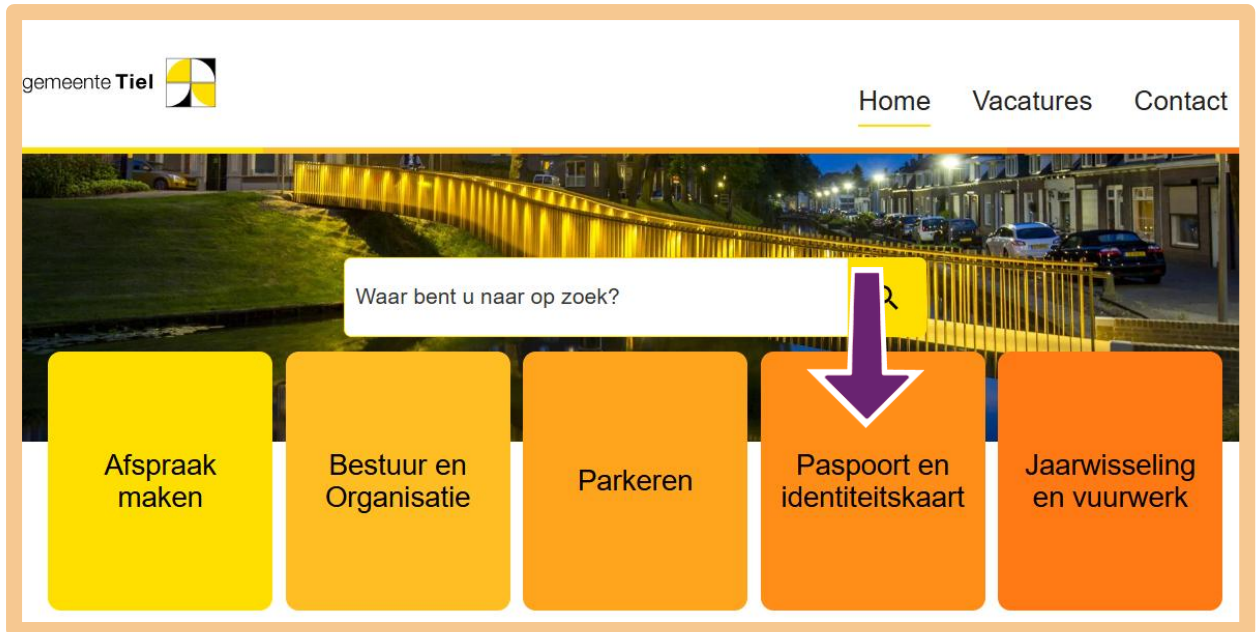 gemeente Tiel
Home Vacatures Contact
Waar bent u naar op zoek?
Afspraak
maken
Bestuur en
Organisatie
Parkeren
Paspoort en
identiteitskaart
Jaarwisseling
en vuurwerk